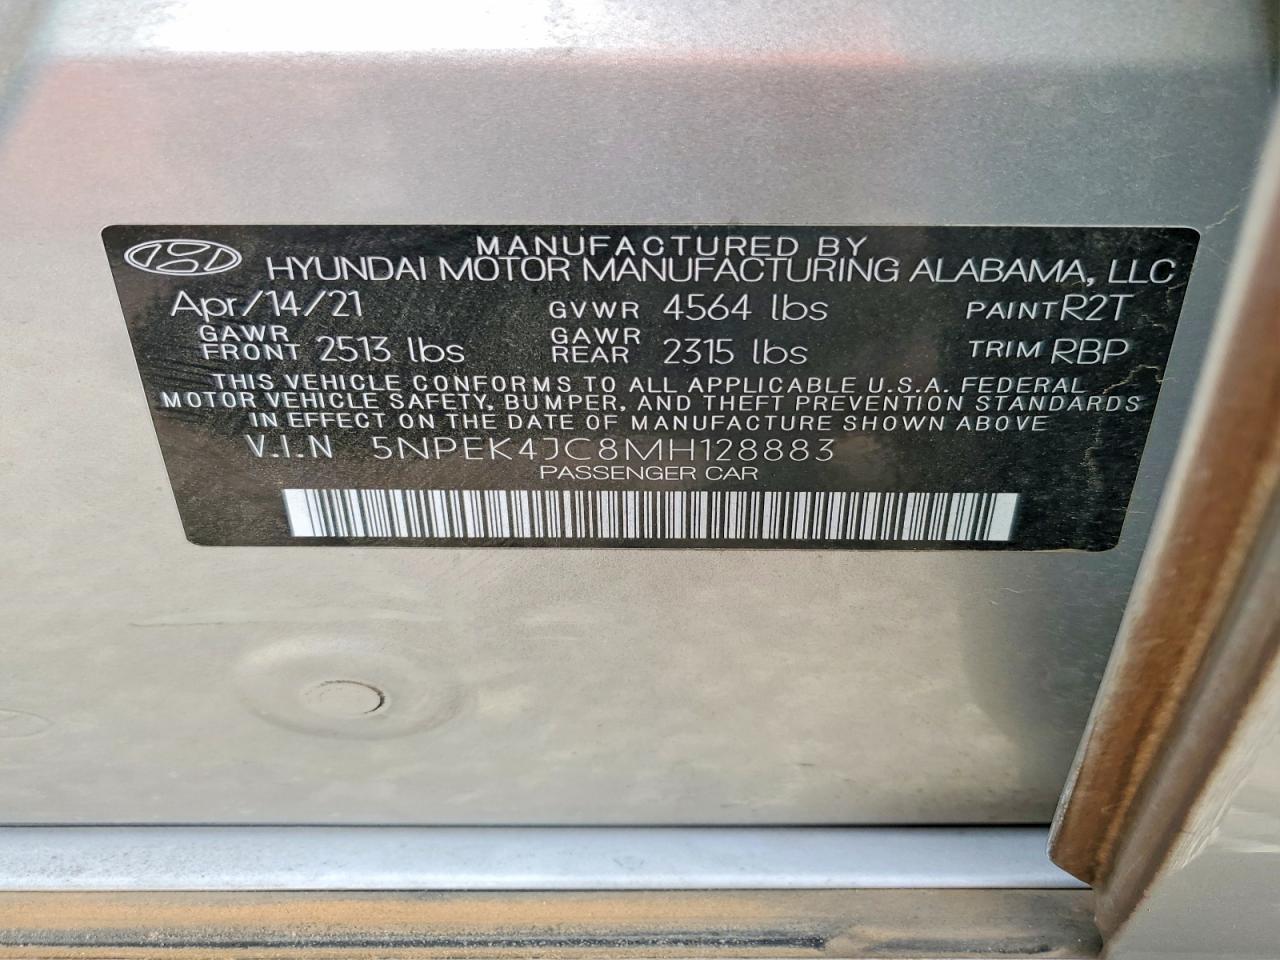 MANUFACTURED BY
HYUNDAI MOTOR MANUFACTURING ALABAMA, LLC
Apr/14/21 GVWR 4564 lbs PAINT R2T
GAWR FRONT 2513 lbs GAWR REAR 2315 lbs TRIM RBP
THIS VEHICLE CONFORMS TO ALL APPLICABLE U.S.A. FEDERAL
MOTOR VEHICLE SAFETY, BUMPER, AND THEFT PREVENTION STANDARDS
IN EFFECT ON THE DATE OF MANUFACTURE SHOWN ABOVE
V.I.N 5NPEK4JC8MH128883
PASSENGER CAR